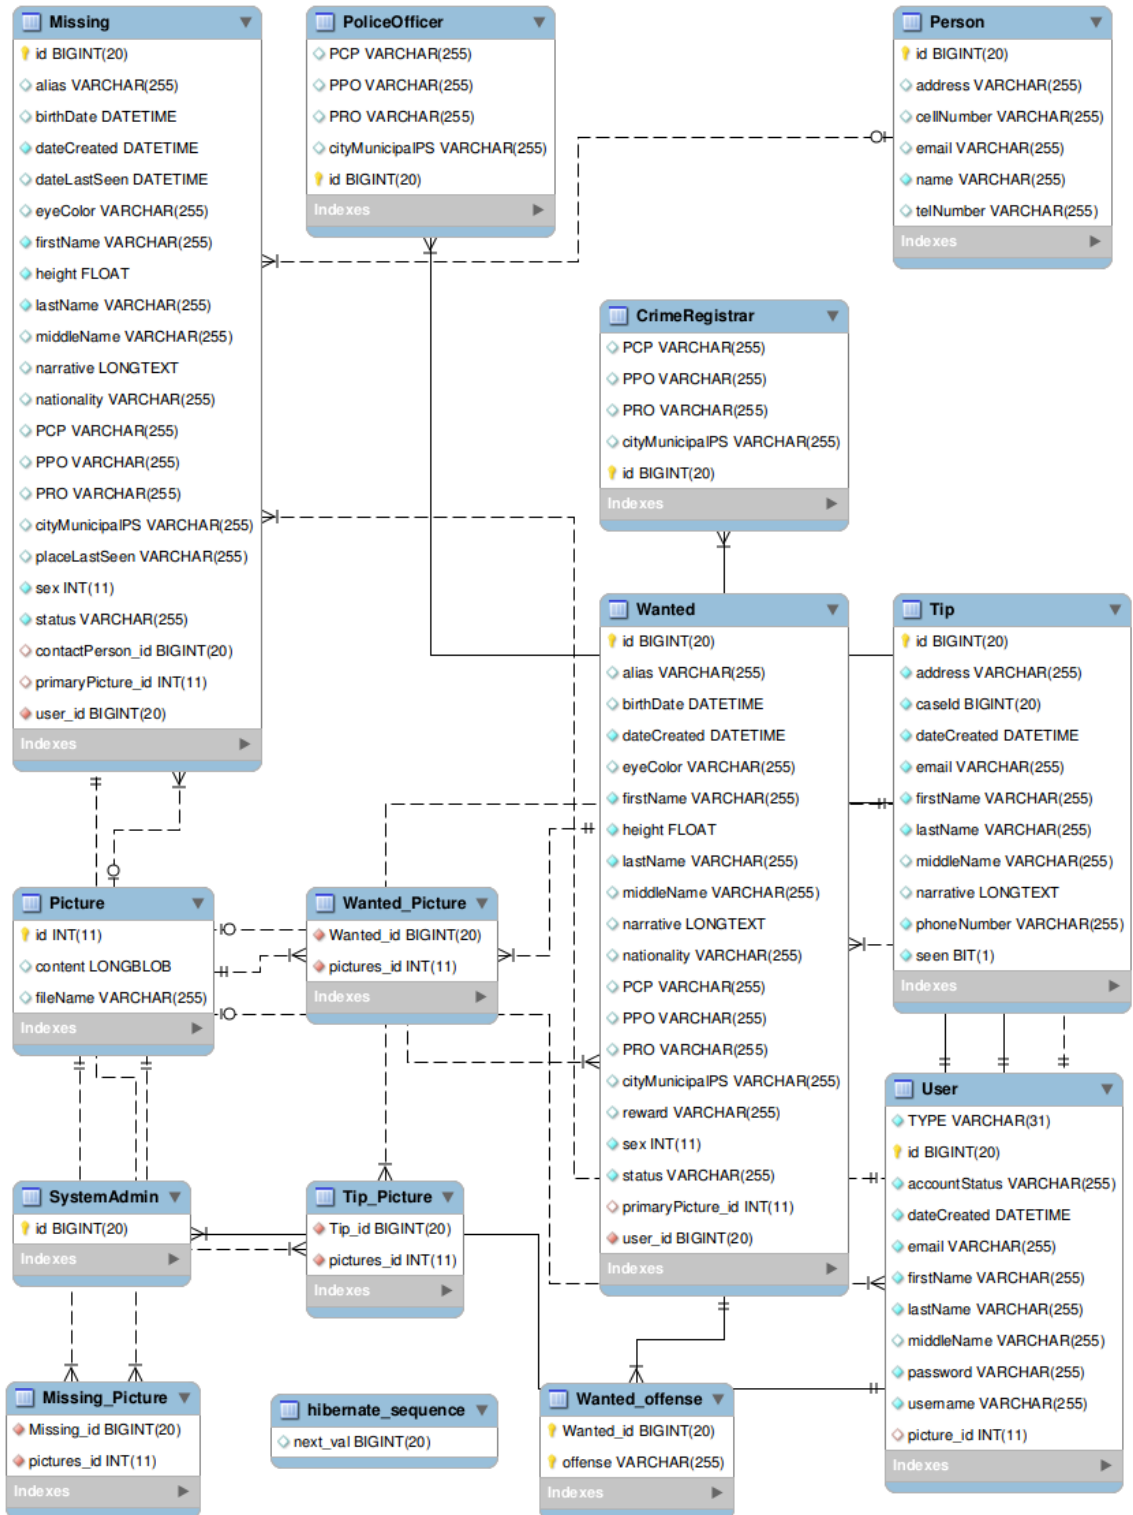 Missing
id BIGINT(20)
alias VARCHAR(255)
birthDate DATETIME
dateCreated DATETIME
dateLastSeen DATETIME
eyeColor VARCHAR(255)
firstName VARCHAR(255)
height FLOAT
lastName VARCHAR(255)
middleName VARCHAR(255)
narrative LONGTEXT
nationality VARCHAR(255)
PCP VARCHAR(255)
PPO VARCHAR(255)
PRO VARCHAR(255)
cityMunicipalPS VARCHAR(255)
placeLastSeen VARCHAR(255)
sex INT(11)
status VARCHAR(255)
contactPerson_id BIGINT(20)
primaryPicture_id INT(11)
user_id BIGINT(20)
Indexes
PoliceOfficer
PCP VARCHAR(255)
PPO VARCHAR(255)
PRO VARCHAR(255)
cityMunicipalPS VARCHAR(255)
id BIGINT(20)
Indexes
Person
id BIGINT(20)
address VARCHAR(255)
cellNumber VARCHAR(255)
email VARCHAR(255)
name VARCHAR(255)
telNumber VARCHAR(255)
Indexes
CrimeRegistrar
PCP VARCHAR(255)
PPO VARCHAR(255)
PRO VARCHAR(255)
cityMunicipalPS VARCHAR(255)
id BIGINT(20)
Indexes
Wanted
id BIGINT(20)
alias VARCHAR(255)
birthDate DATETIME
dateCreated DATETIME
eyeColor VARCHAR(255)
firstName VARCHAR(255)
height FLOAT
lastName VARCHAR(255)
middleName VARCHAR(255)
narrative LONGTEXT
nationality VARCHAR(255)
PCP VARCHAR(255)
PPO VARCHAR(255)
PRO VARCHAR(255)
cityMunicipalPS VARCHAR(255)
reward VARCHAR(255)
sex INT(11)
status VARCHAR(255)
primaryPicture_id INT(11)
user_id BIGINT(20)
Indexes
Tip
id BIGINT(20)
address VARCHAR(255)
caseId BIGINT(20)
dateCreated DATETIME
email VARCHAR(255)
firstName VARCHAR(255)
lastName VARCHAR(255)
middleName VARCHAR(255)
narrative LONGTEXT
phoneNumber VARCHAR(255)
seen BIT(1)
Indexes
Picture
id INT(11)
content LONGBLOB
fileName VARCHAR(255)
Indexes
Wanted_Picture
Wanted_id BIGINT(20)
pictures_id INT(11)
Indexes
User
TYPE VARCHAR(31)
id BIGINT(20)
accountStatus VARCHAR(255)
dateCreated DATETIME
email VARCHAR(255)
firstName VARCHAR(255)
lastName VARCHAR(255)
middleName VARCHAR(255)
password VARCHAR(255)
username VARCHAR(255)
picture_id INT(11)
Indexes
SystemAdmin
id BIGINT(20)
Indexes
Tip_Picture
Tip_id BIGINT(20)
pictures_id INT(11)
Indexes
Missing_Picture
Missing_id BIGINT(20)
pictures_id INT(11)
Indexes
hibernate_sequence
next_val BIGINT(20)
Wanted_offense
Wanted_id BIGINT(20)
offense VARCHAR(255)
Indexes